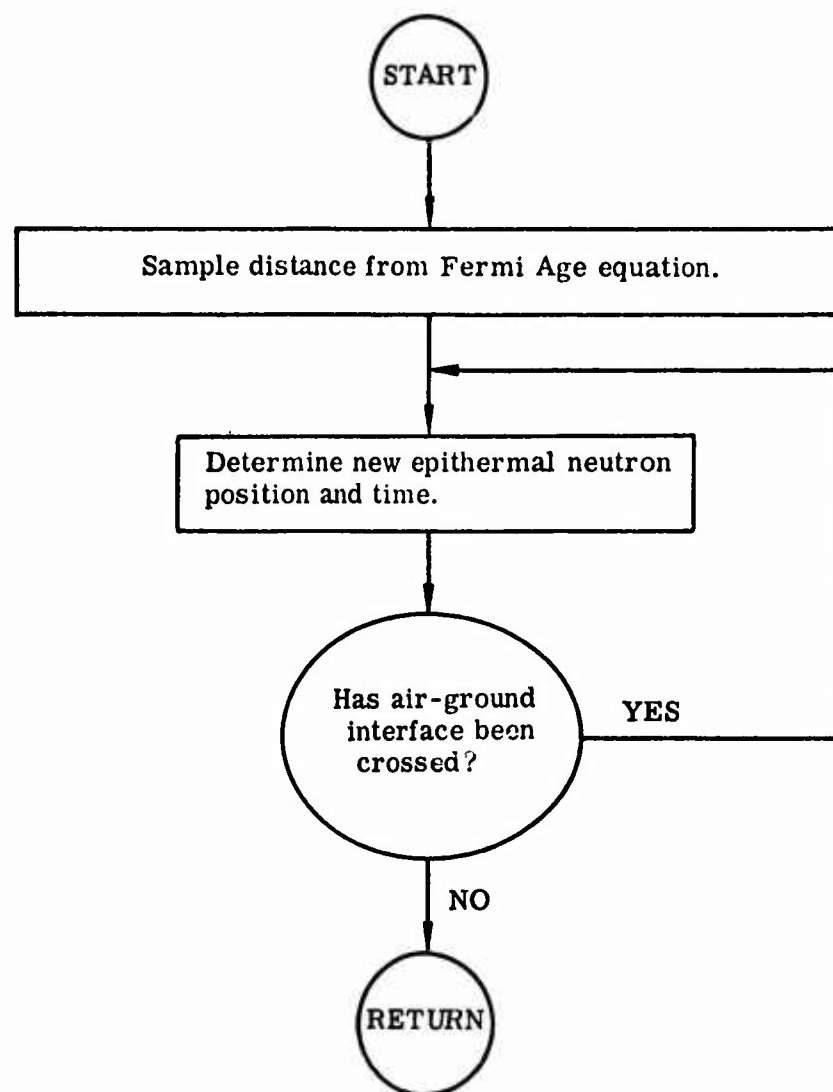 START
Sample distance from Fermi Age equation.
Determine new epithermal neutron
position and time.
Has air-ground
interface been
crossed?
YES
NO
RETURN